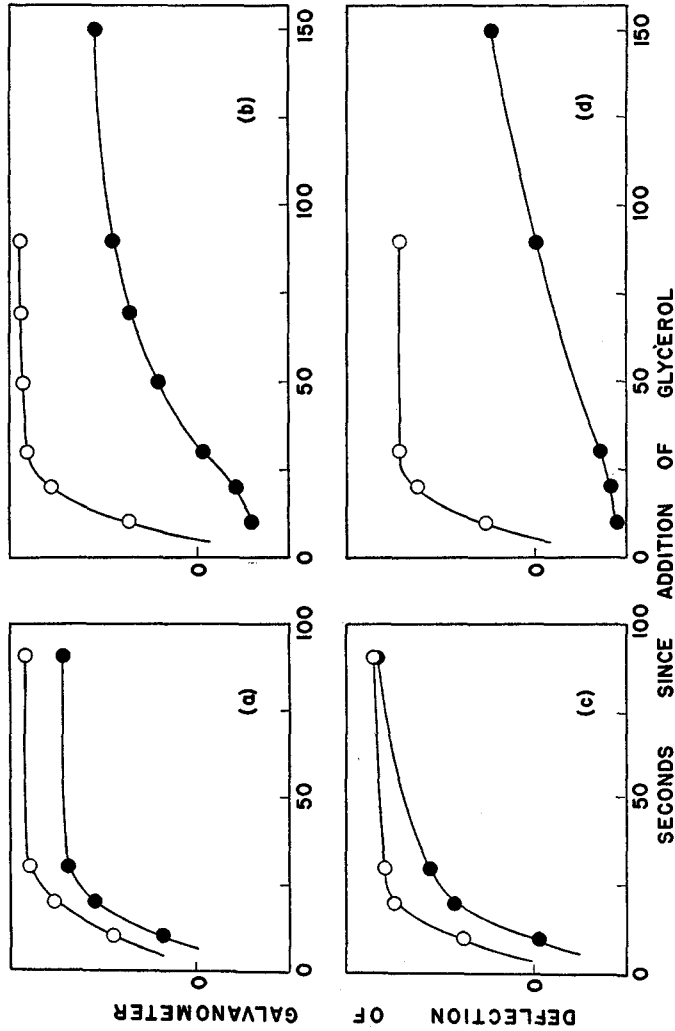 GALVANOMETER
DEFLECTION OF
(a)
0
0
50
100
(b)
0
0
50
100
150
(c)
0
(d)
0
SECONDS SINCE ADDITION OF GLYCEROL